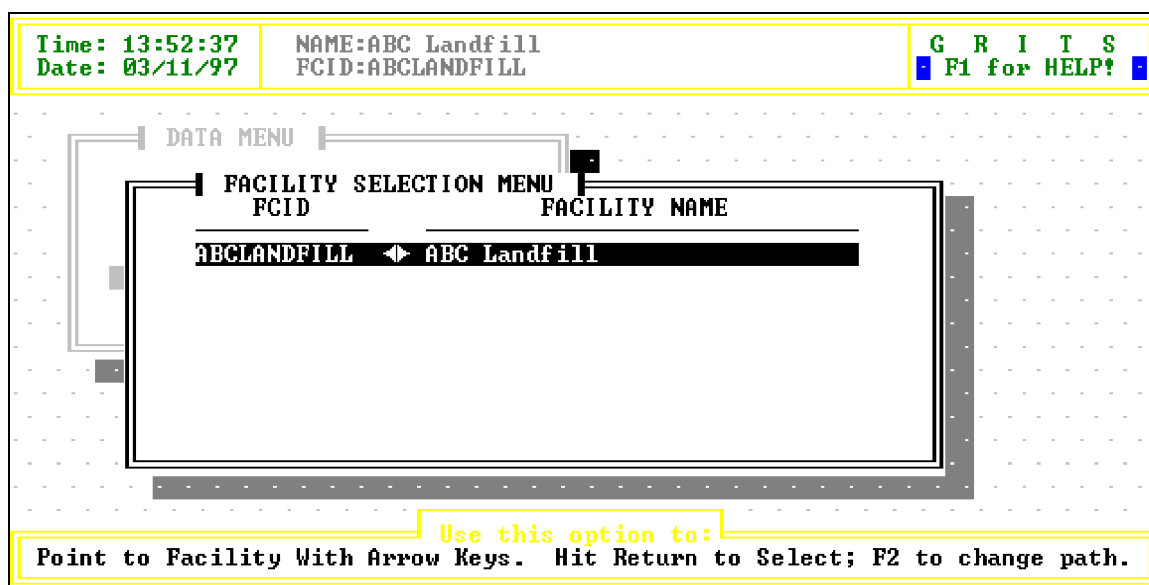 Time: 13:52:37
Date: 03/11/97
NAME:ABC Landfill
FCID:ABCLANDFILL
G R I T S
F1 for HELP!
DATA MENU
FACILITY SELECTION MENU
FCID FACILITY NAME
ABCLANDFILL ABC Landfill
Use this option to:
Point to Facility With Arrow Keys. Hit Return to Select; F2 to change path.